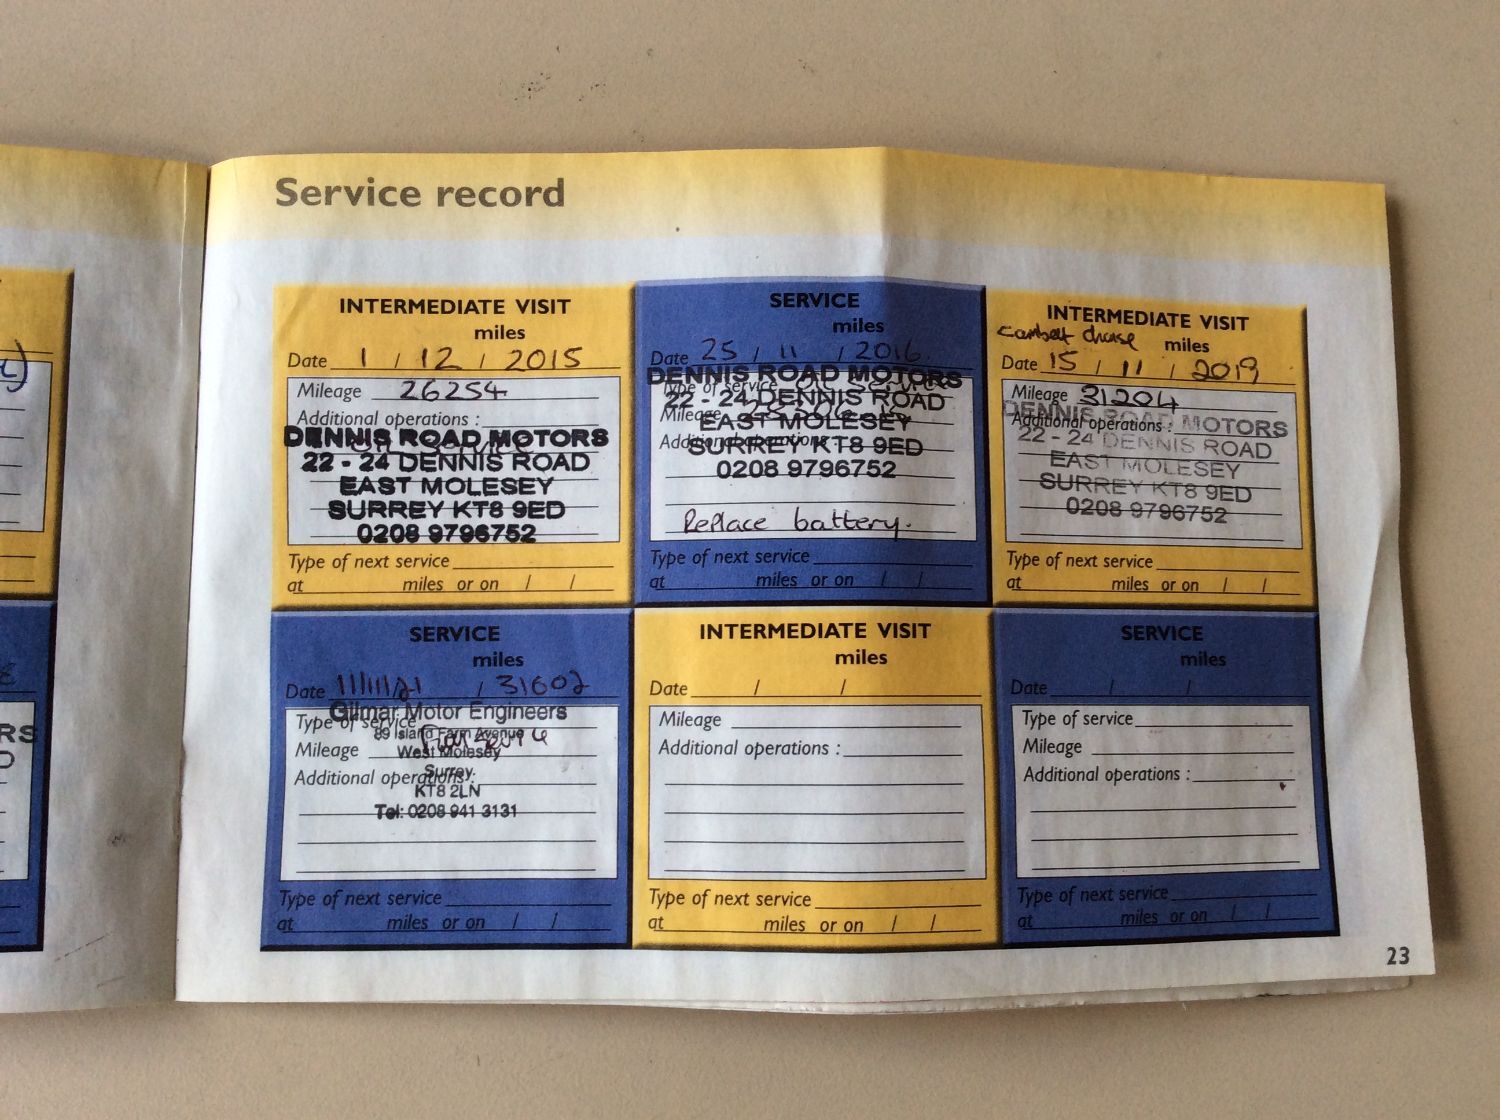 Service record
INTERMEDIATE VISIT
miles
Date 1 / 12 / 2015
Mileage 26254
Additional operations :
DENNIS ROAD MOTORS
22 - 24 DENNIS ROAD
EAST MOLESEY
SURREY KT8 9ED
0208 9796752
Type of next service
at miles or on / /
SERVICE
miles
Date 25 / 11 / 2016
DENNIS ROAD MOTORS
Type of service Oil Service
22 - 24 DENNIS ROAD
Mileage
EAST MOLESEY
Additional operations :
SURREY KT8 9ED
0208 9796752
Replace battery.
Type of next service
at miles or on / /
INTERMEDIATE VISIT
miles
Date 15 / 11 / 2019
Mileage 31204
Additional operations :
DENNIS ROAD MOTORS
22 - 24 DENNIS ROAD
EAST MOLESEY
SURREY KT8 9ED
0208 9796752
Type of next service
at miles or on / /
SERVICE
miles
Date 11/11/21 / 31602
Gilmar Motor Engineers
Type of service
89 Island Farm Avenue
Mileage
West Molesey
Surrey
Additional operations :
KT8 2LN
Tel: 0208 941 3131
Type of next service
at miles or on / /
INTERMEDIATE VISIT
miles
Date / /
Mileage
Additional operations :
Type of next service
at miles or on / /
SERVICE
miles
Date / /
Type of service
Mileage
Additional operations :
Type of next service
at miles or on / /
23